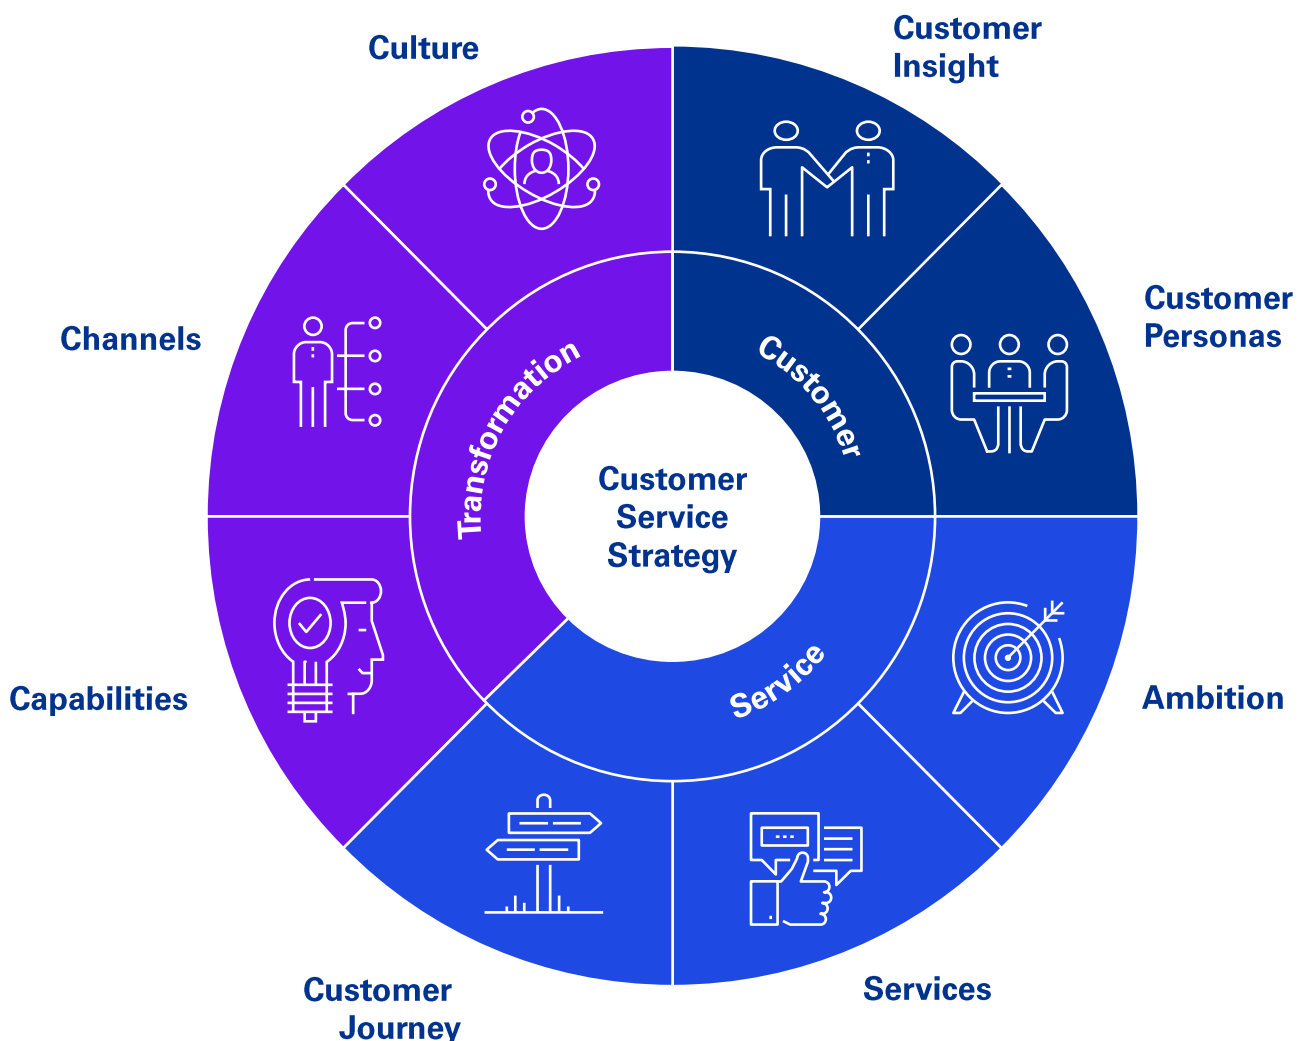 Culture
Customer
Insight
Channels
Customer
Personas
Transformation
Customer
Customer
Service
Strategy
Service
Capabilities
Ambition
Customer
Journey
Services